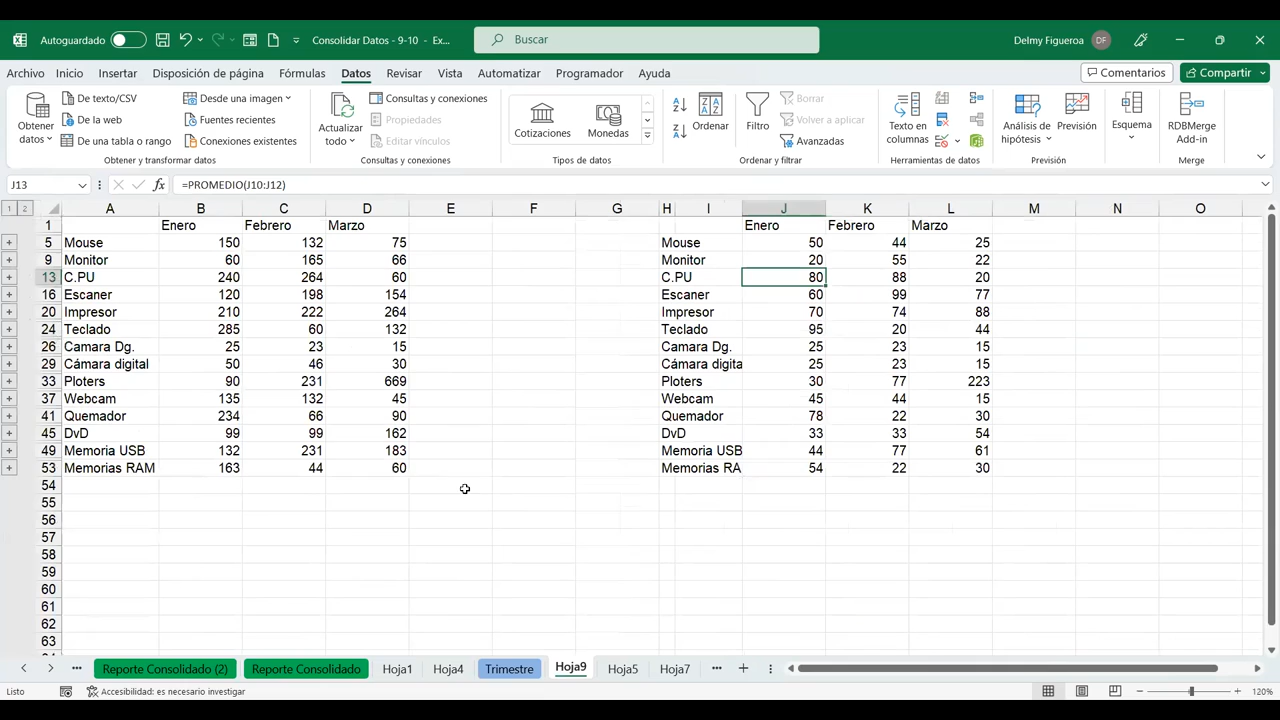 Autoguardado Consolidar Datos - 9-10 - Ex... Buscar Delmy Figueroa DF
Archivo Inicio Insertar Disposición de página Fórmulas Datos Revisar Vista Automatizar Programador Ayuda Comentarios Compartir
Obtener datos De texto/CSV De la web De una tabla o rango Desde una imagen Fuentes recientes Conexiones existentes
Actualizar todo Consultas y conexiones Propiedades Editar vínculos
Cotizaciones Monedas
Ordenar Filtro Borrar Volver a aplicar Avanzadas
Texto en columnas Análisis de hipótesis Previsión Esquema RDBMerge Add-in
Obtener y transformar datos Consultas y conexiones Tipos de datos Ordenar y filtrar Herramientas de datos Previsión Merge
J13 fx =PROMEDIO(J10:J12)
1 2 A B C D E F G H I J K L M N O
1 Enero Febrero Marzo Enero Febrero Marzo
5 Mouse 150 132 75 Mouse 50 44 25
9 Monitor 60 165 66 Monitor 20 55 22
13 C.PU 240 264 60 C.PU 80 88 20
16 Escaner 120 198 154 Escaner 60 99 77
20 Impresor 210 222 264 Impresor 70 74 88
24 Teclado 285 60 132 Teclado 95 20 44
26 Camara Dg. 25 23 15 Camara Dg. 25 23 15
29 Cámara digital 50 46 30 Cámara digita 25 23 15
33 Ploters 90 231 669 Ploters 30 77 223
37 Webcam 135 132 45 Webcam 45 44 15
41 Quemador 234 66 90 Quemador 78 22 30
45 DvD 99 99 162 DvD 33 33 54
49 Memoria USB 132 231 183 Memoria USB 44 77 61
53 Memorias RAM 163 44 60 Memorias RA 54 22 30
54
55
56
57
58
59
60
61
62
63
Reporte Consolidado (2) Reporte Consolidado Hoja1 Hoja4 Trimestre Hoja9 Hoja5 Hoja7
Listo Accesibilidad: es necesario investigar 120%